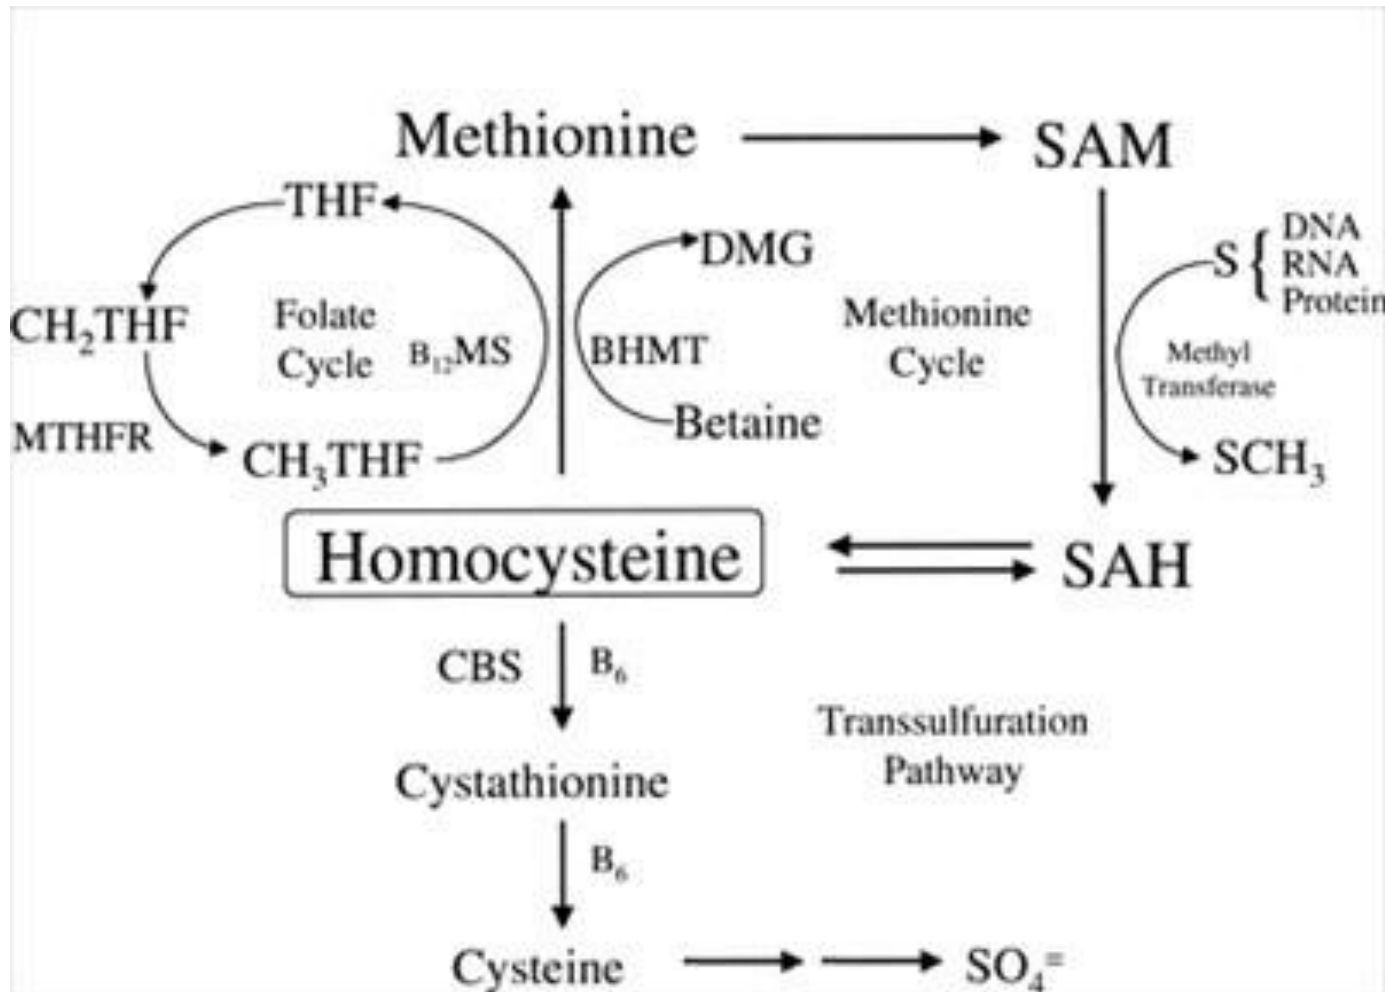 Methionine
SAM
THF
DMG
S { DNA
RNA
Protein
CH₂THF
Folate
Cycle
B₁₂MS
BHMT
Methionine
Cycle
Methyl
Transferase
MTHFR
CH₃THF
Betaine
SCH₃
Homocysteine
SAH
CBS
B₆
Transsulfuration
Pathway
Cystathionine
B₆
Cysteine
SO₄⁼